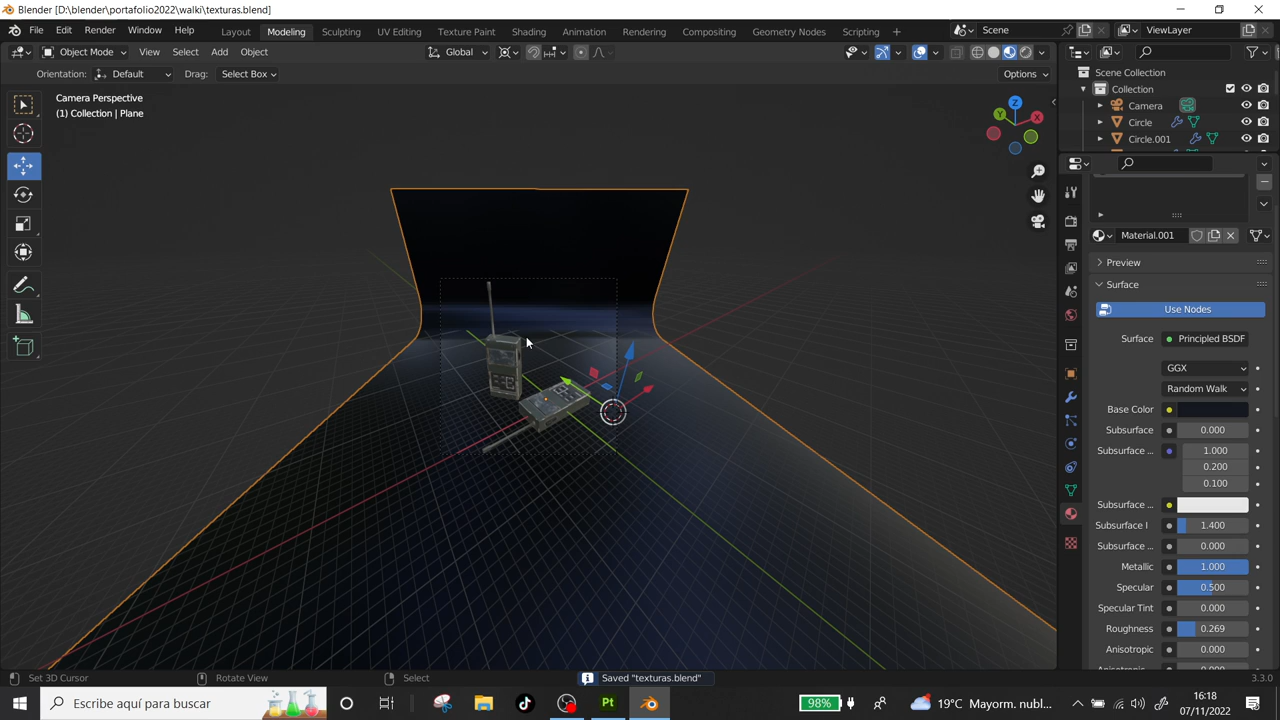 Blender [D:\blender\portafolio2022\walki\texturas.blend]
File Edit Render Window Help
Layout Modeling Sculpting UV Editing Texture Paint Shading Animation Rendering Compositing Geometry Nodes Scripting +
Scene
ViewLayer
Object Mode View Select Add Object
Global
Orientation: Default Drag: Select Box
Options
Camera Perspective
(1) Collection | Plane
Z
Y
X
Scene Collection
Collection
Camera
Circle
Circle.001
Material.001
Preview
Surface
Use Nodes
Surface Principled BSDF
GGX
Random Walk
Base Color
Subsurface 0.000
Subsurface ... 1.000
0.200
0.100
Subsurface ...
Subsurface I 1.400
Subsurface ... 0.000
Metallic 1.000
Specular 0.500
Specular Tint 0.000
Roughness 0.269
Anisotropic 0.000
Set 3D Cursor
Rotate View
Select
Saved "texturas.blend"
3.3.0
Escribe aquí para buscar
Pt
98%
19°C Mayorm. nubl...
16:18
07/11/2022